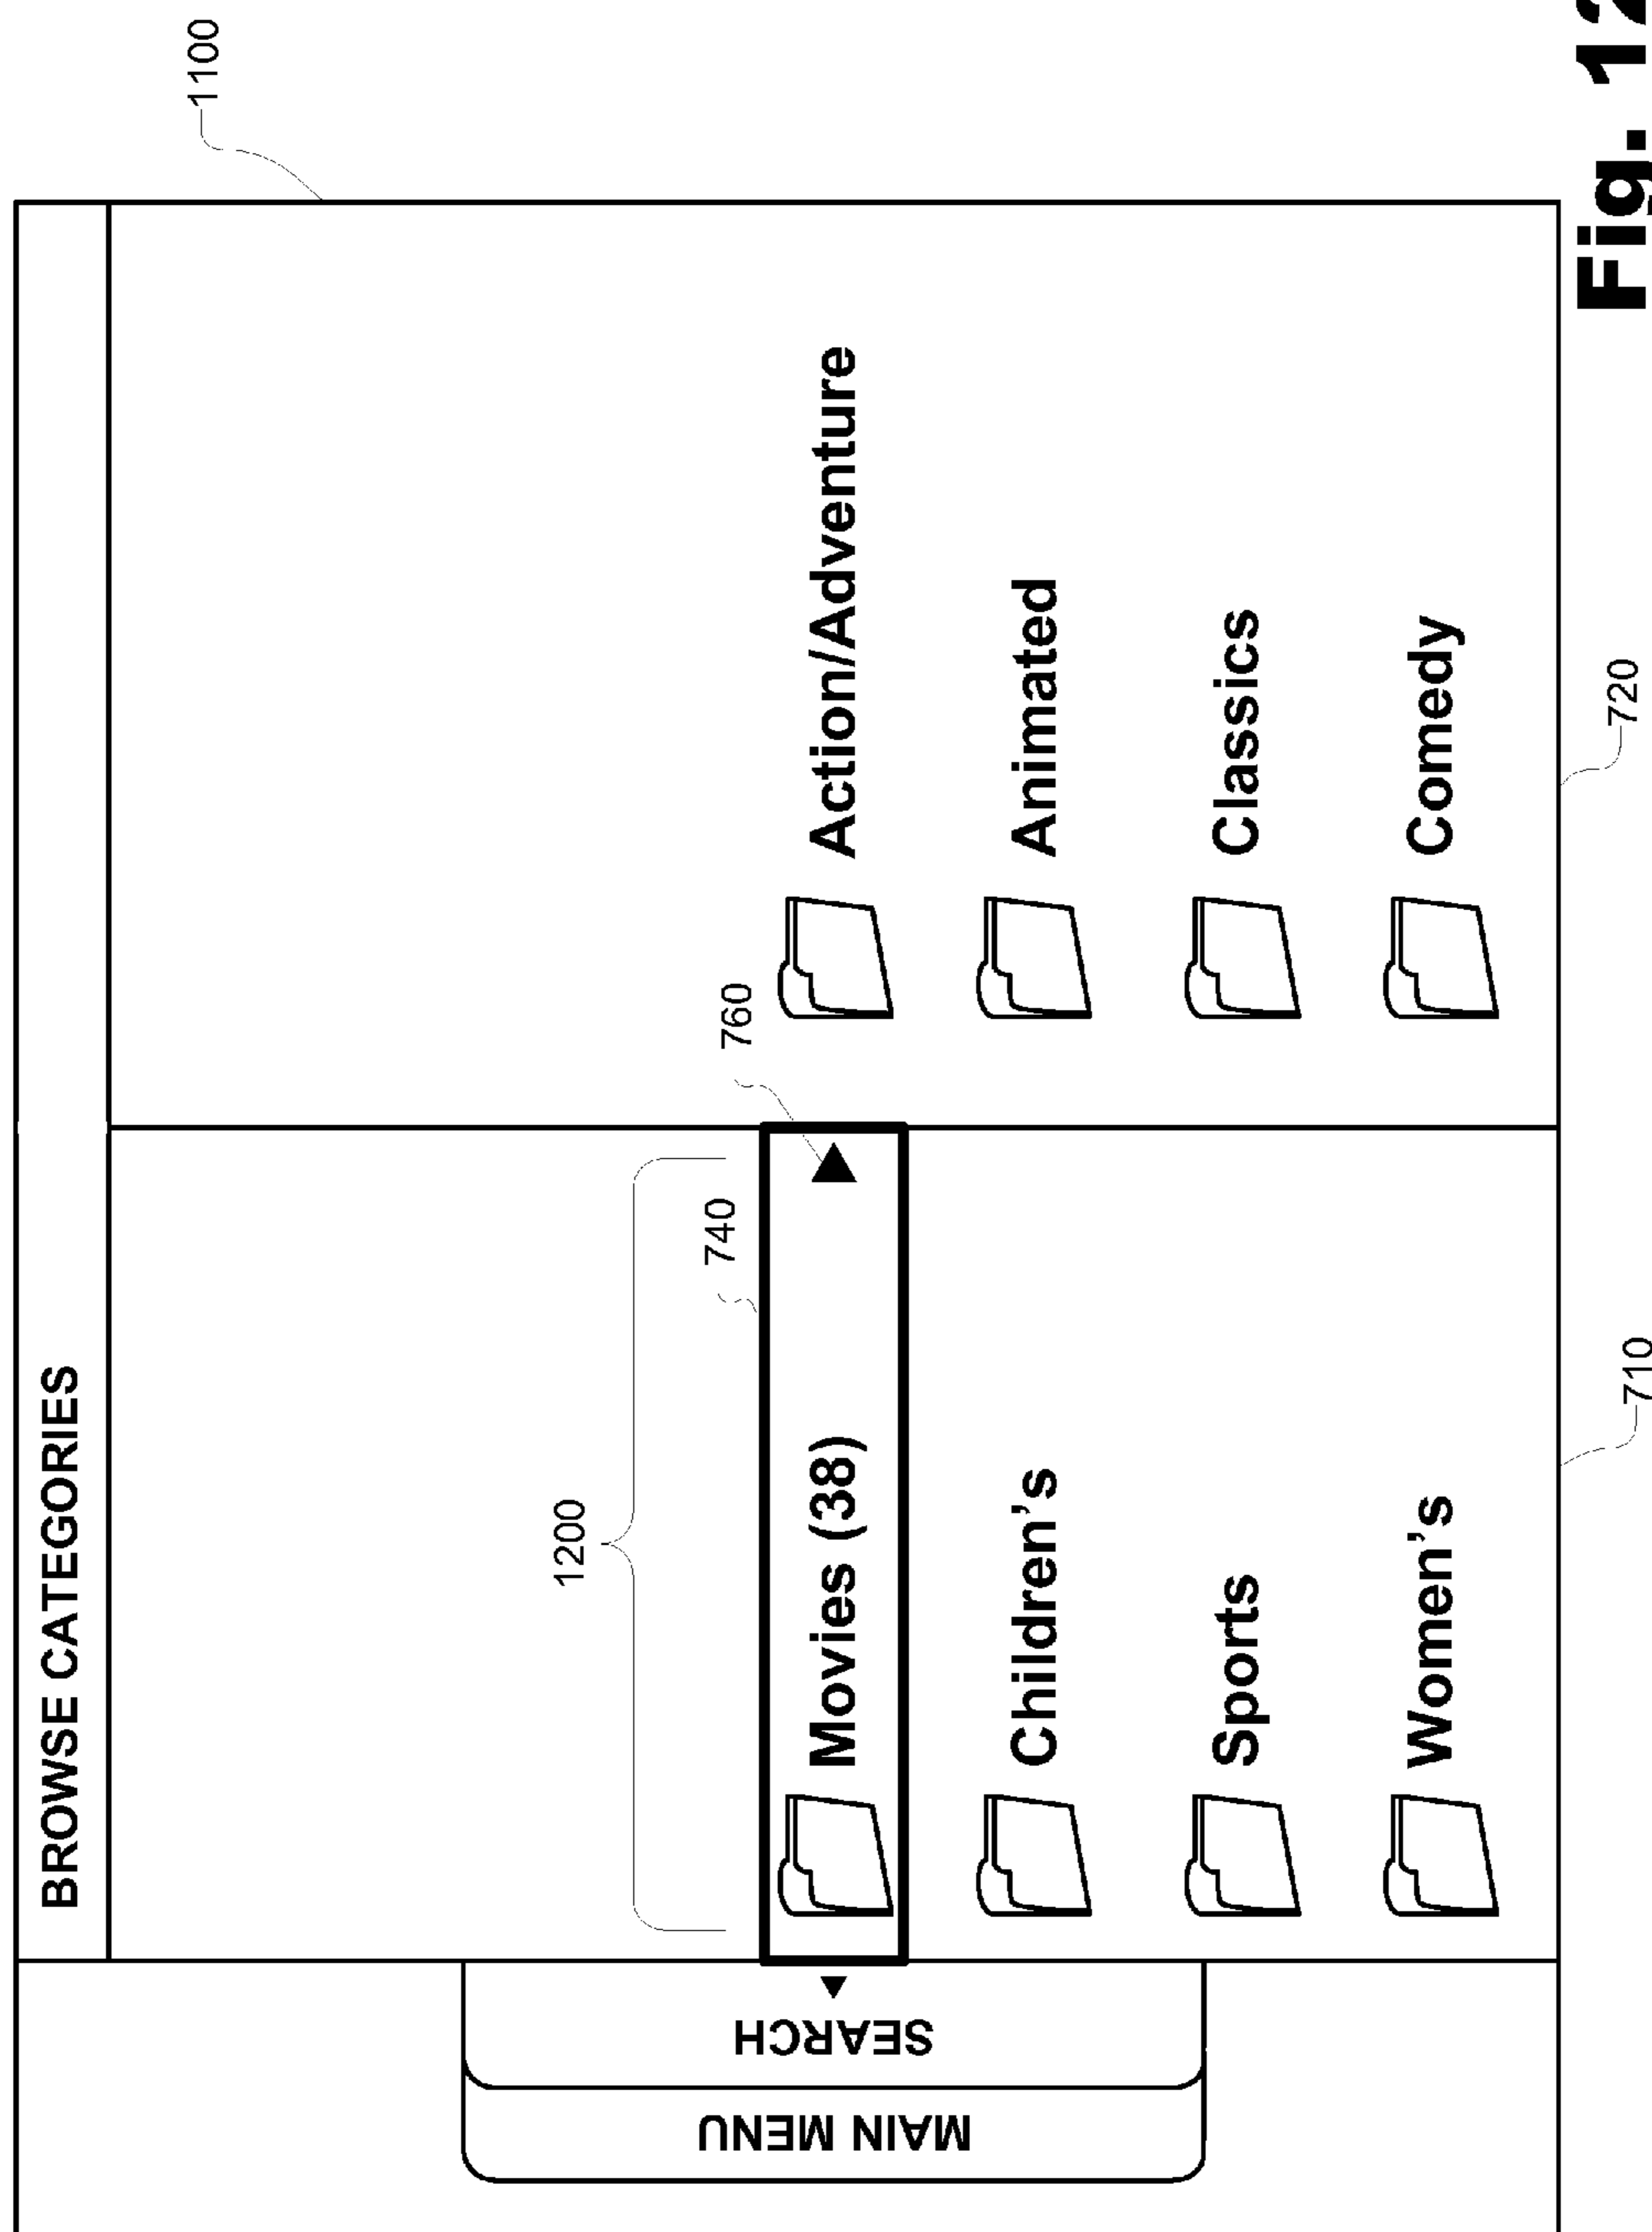 BROWSE CATEGORIES
1100
MAIN MENU
SEARCH
1200
740
760
Movies (38)
Children's
Sports
Women's
Action/Adventure
Animated
Classics
Comedy
710
720
Fig. 12